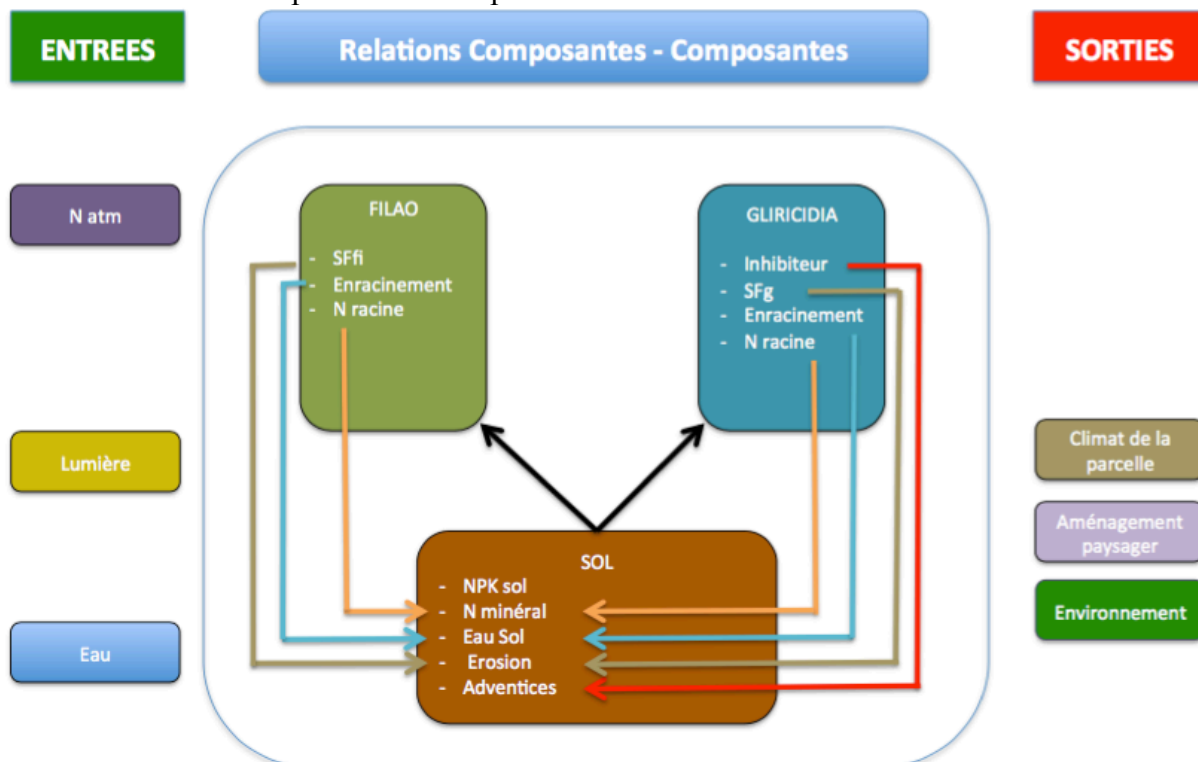 ENTREES
Relations Composantes - Composantes
SORTIES
N atm
Lumière
Eau
FILAO
- SFfi
- Enracinement
- N racine
GLIRICIDIA
- Inhibiteur
- SFg
- Enracinement
- N racine
SOL
- NPK sol
- N minéral
- Eau Sol
- Erosion
- Adventices
Climat de la
parcelle
Aménagement
paysager
Environnement